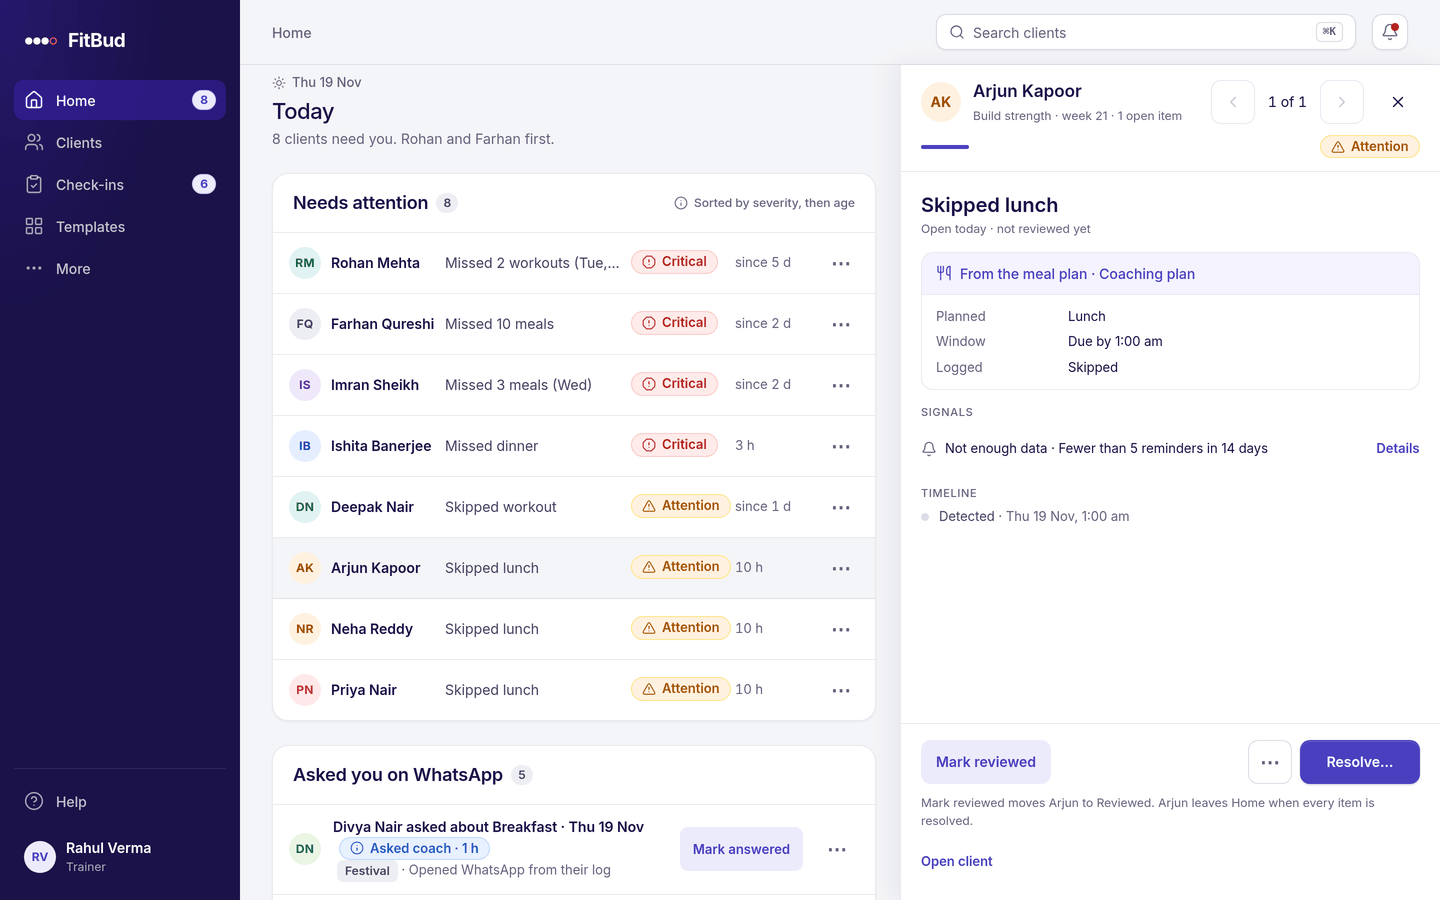 FitBud
Home 8
Clients
Check-ins 6
Templates
More
Help
RV Rahul Verma
Trainer
Home
Search clients ⌘K
Thu 19 Nov
Today
8 clients need you. Rohan and Farhan first.
Needs attention 8 Sorted by severity, then age
RM Rohan Mehta Missed 2 workouts (Tue,... Critical since 5 d
FQ Farhan Qureshi Missed 10 meals Critical since 2 d
IS Imran Sheikh Missed 3 meals (Wed) Critical since 2 d
IB Ishita Banerjee Missed dinner Critical 3 h
DN Deepak Nair Skipped workout Attention since 1 d
AK Arjun Kapoor Skipped lunch Attention 10 h
NR Neha Reddy Skipped lunch Attention 10 h
PN Priya Nair Skipped lunch Attention 10 h
Asked you on WhatsApp 5
DN Divya Nair asked about Breakfast · Thu 19 Nov
Asked coach · 1 h
Festival · Opened WhatsApp from their log
Mark answered
AK Arjun Kapoor
Build strength · week 21 · 1 open item
1 of 1
Attention
Skipped lunch
Open today · not reviewed yet
From the meal plan · Coaching plan
Planned Lunch
Window Due by 1:00 am
Logged Skipped
SIGNALS
Not enough data · Fewer than 5 reminders in 14 days Details
TIMELINE
Detected · Thu 19 Nov, 1:00 am
Mark reviewed Resolve...
Mark reviewed moves Arjun to Reviewed. Arjun leaves Home when every item is
resolved.
Open client